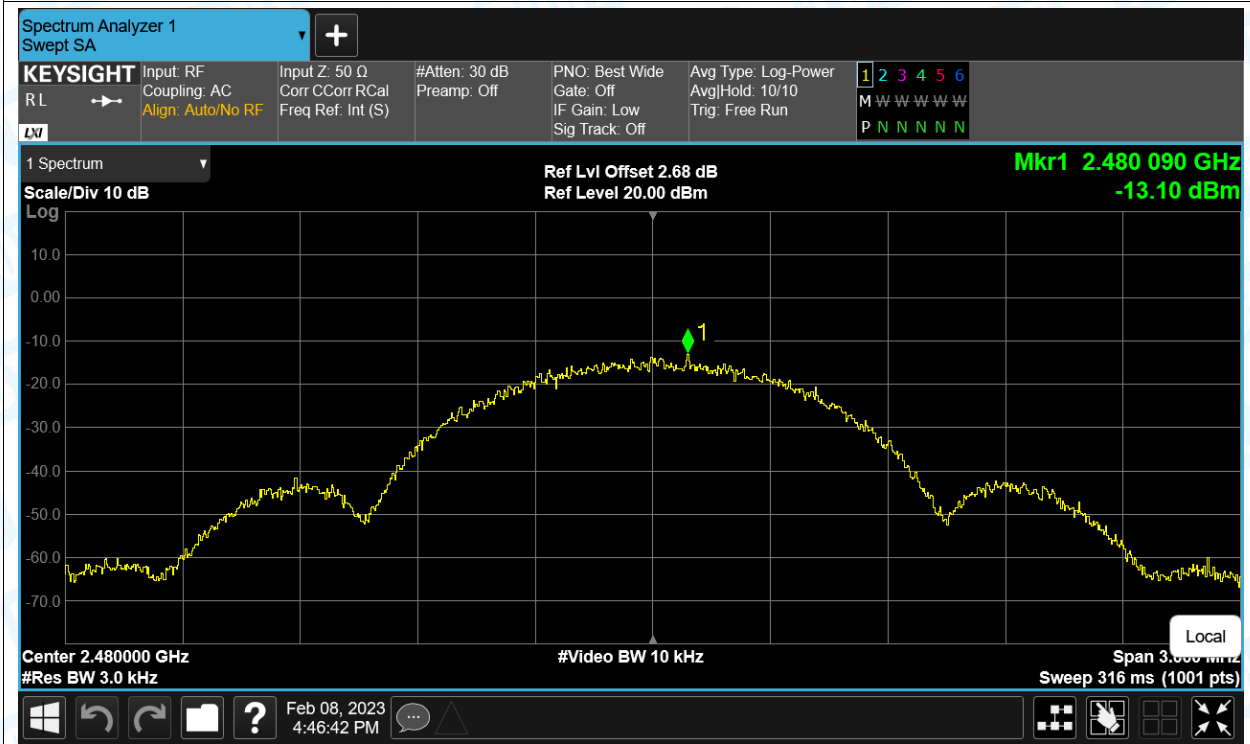 Spectrum Analyzer 1
Swept SA
KEYSIGHT
R L
LXI
Input: RF
Coupling: AC
Align: Auto/No RF
Input Z: 50 Ω
Corr CCorr RCal
Freq Ref: Int (S)
#Atten: 30 dB
Preamp: Off
PNO: Best Wide
Gate: Off
IF Gain: Low
Sig Track: Off
Avg Type: Log-Power
Avg|Hold: 10/10
Trig: Free Run
1 2 3 4 5 6
M W W W W W W
P N N N N N
1 Spectrum
Scale/Div 10 dB
Ref Lvl Offset 2.68 dB
Ref Level 20.00 dBm
Mkr1 2.480 090 GHz
-13.10 dBm
Log
10.0
0.00
-10.0
1
-20.0
-30.0
-40.0
-50.0
-60.0
-70.0
Local
Center 2.480000 GHz
#Video BW 10 kHz
Span 3.000 MHz
#Res BW 3.0 kHz
Sweep 316 ms (1001 pts)
?
Feb 08, 2023
4:46:42 PM